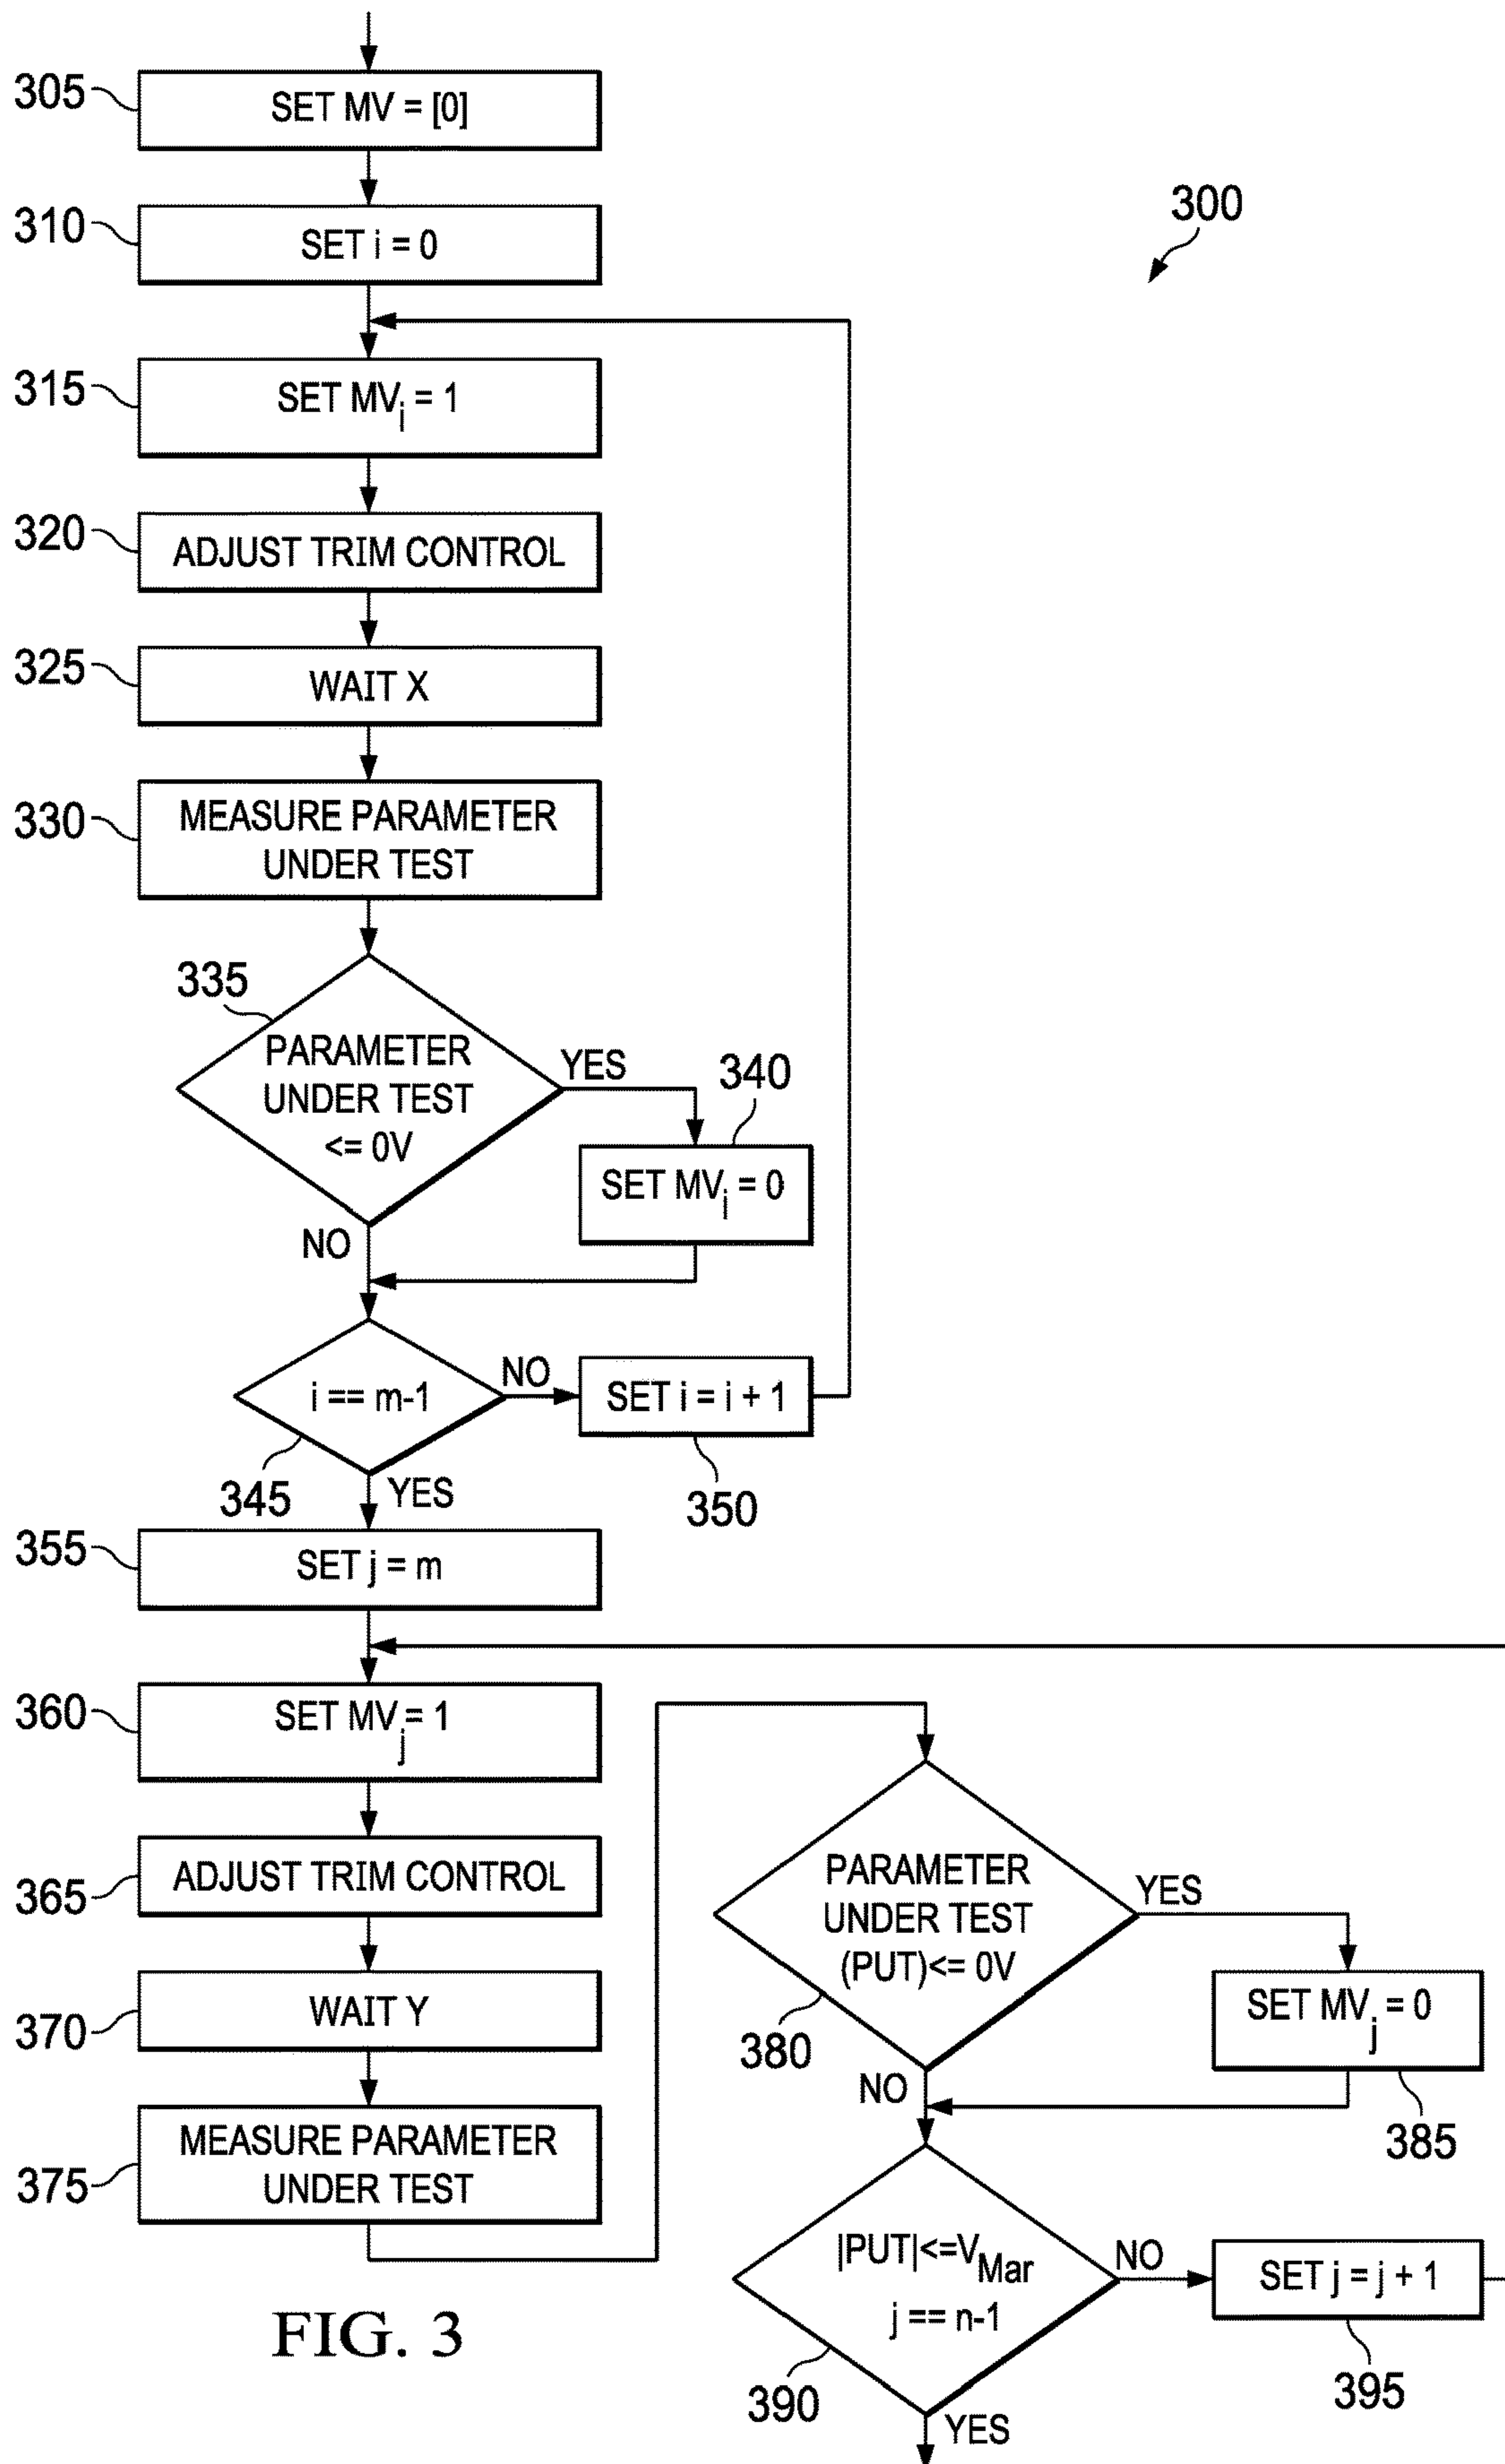 305
SET MV = [0]
310
SET i = 0
300
315
SET MVi = 1
320
ADJUST TRIM CONTROL
325
WAIT X
330
MEASURE PARAMETER
UNDER TEST
335
PARAMETER
UNDER TEST
<= 0V
YES
340
SET MVi = 0
NO
i == m-1
NO
SET i = i + 1
345
YES
350
355
SET j = m
360
SET MVj = 1
365
ADJUST TRIM CONTROL
370
WAIT Y
375
MEASURE PARAMETER
UNDER TEST
PARAMETER
UNDER TEST
(PUT)<= 0V
YES
380
SET MVj = 0
NO
385
|PUT|<=VMar
j == n-1
NO
SET j = j + 1
390
395
YES
FIG. 3